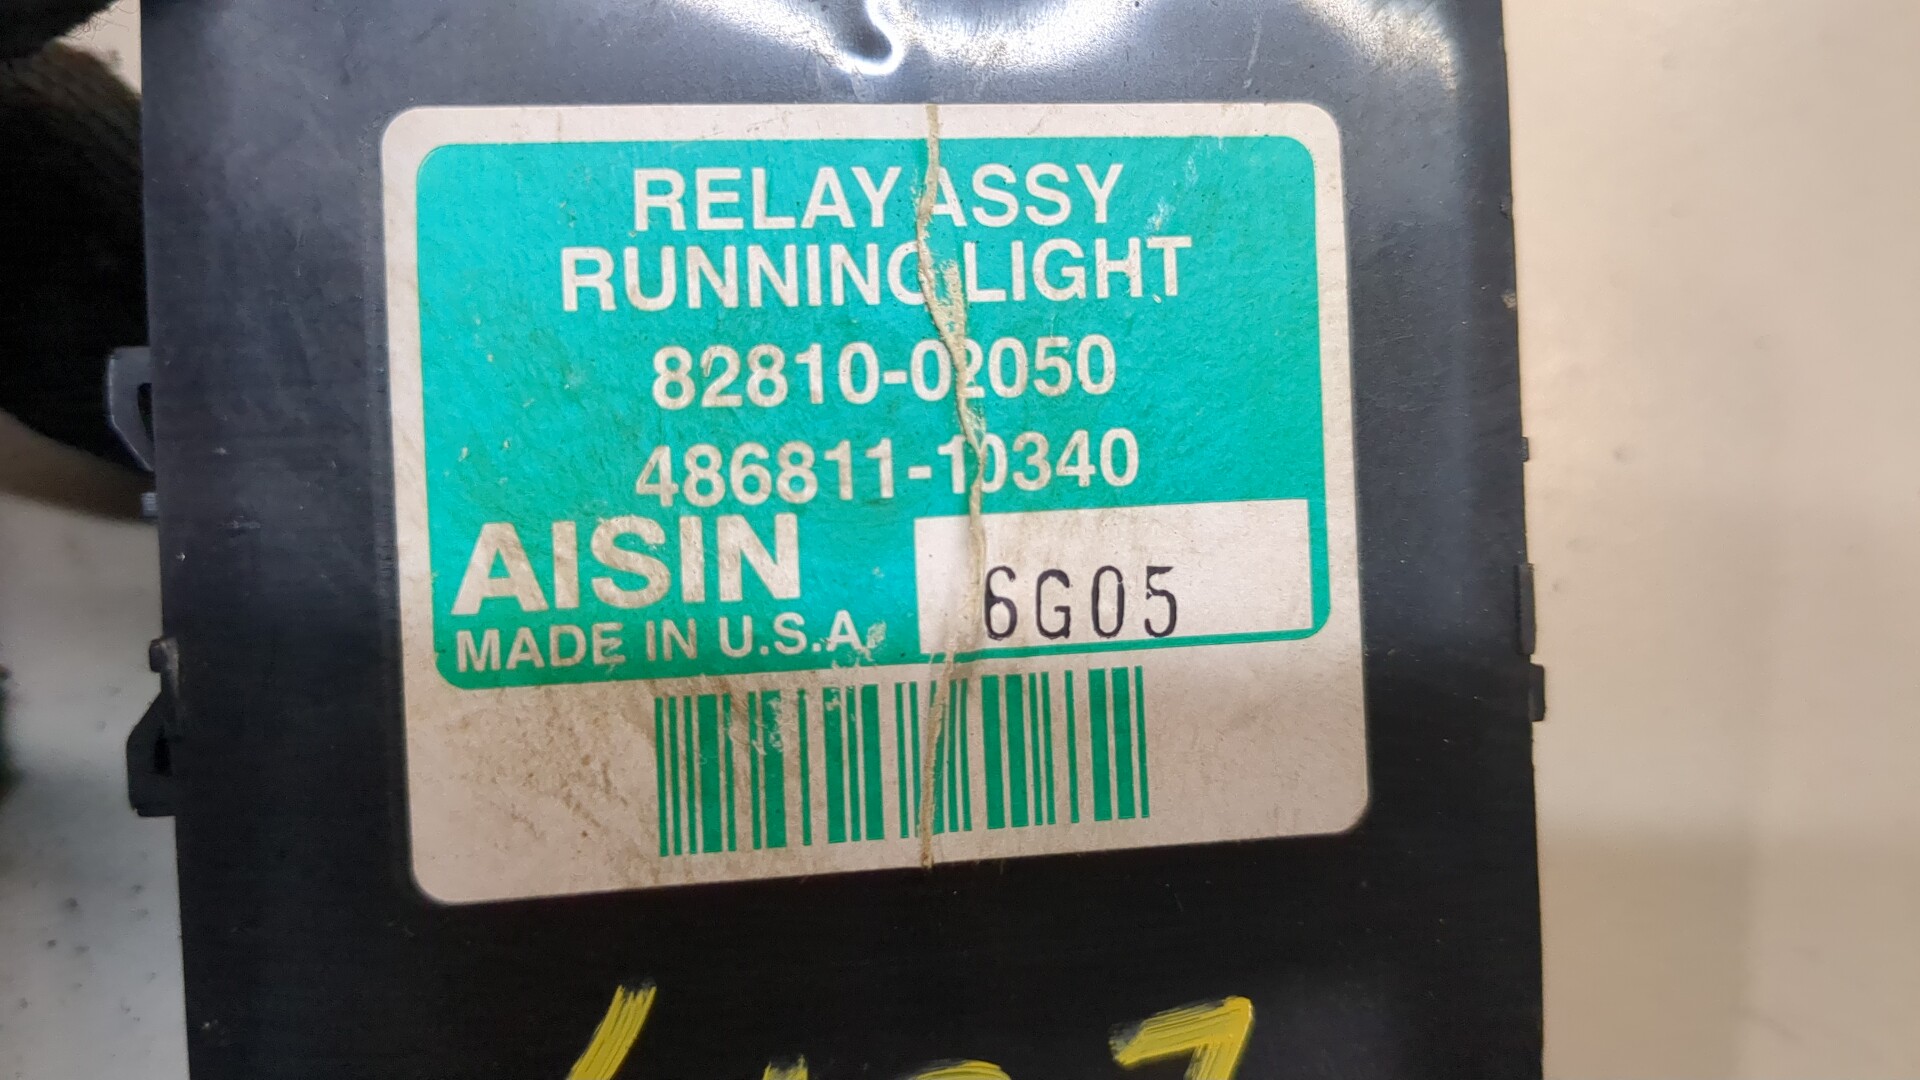 RELAY ASSY
RUNNING LIGHT
82810-02050
486811-10340
AISIN
6G05
MADE IN U.S.A.